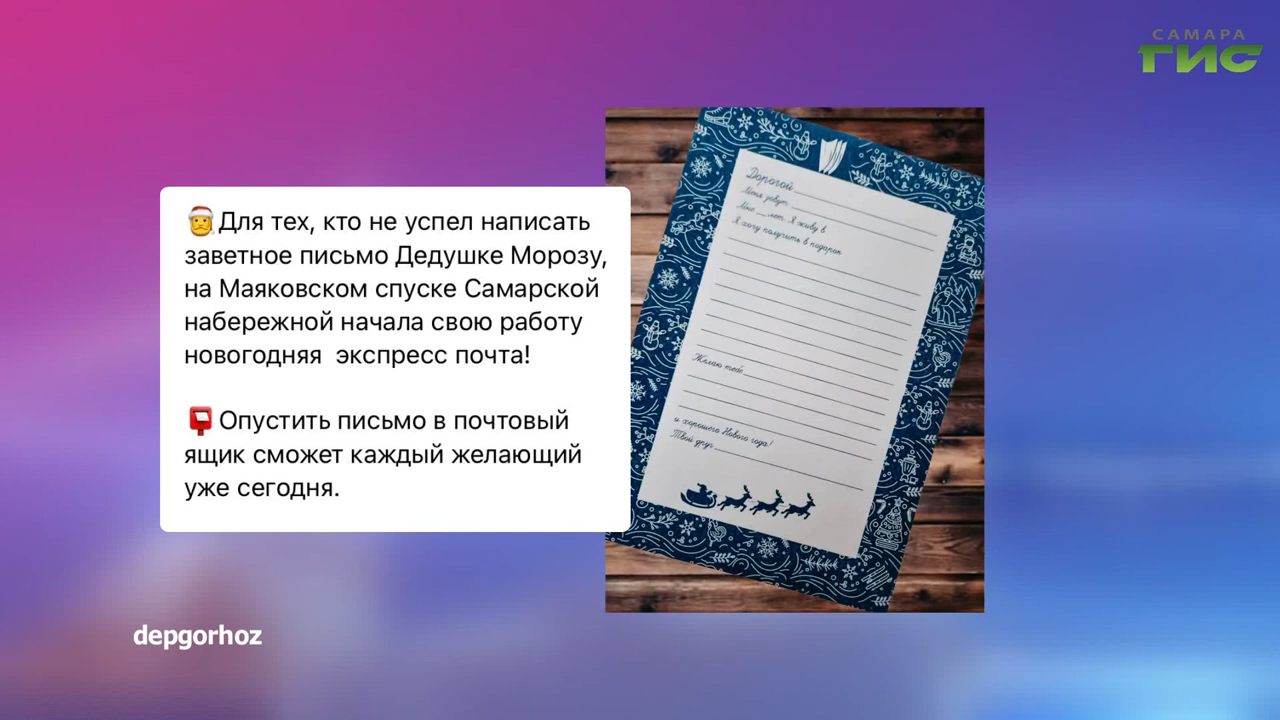 САМАРА
ГИС
Для тех, кто не успел написать
заветное письмо Дедушке Морозу,
на Маяковском спуске Самарской
набережной начала свою работу
новогодняя  экспресс почта!
Опустить письмо в почтовый
ящик сможет каждый желающий
уже сегодня.
Дорогой
Меня зовут
Мне ___ лет. Я живу в
Я хочу получить в подарок
Желаю тебе
и хорошего Нового года!
Твой друг
depgorhoz